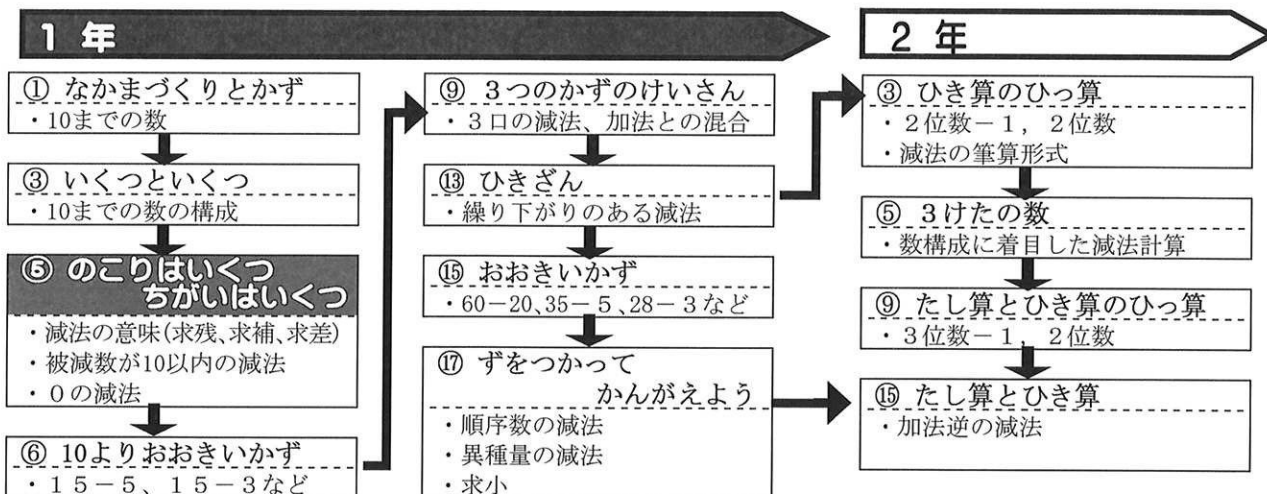 1 年
① なかまづくりとかず
・10までの数
③ いくつといくつ
・10までの数の構成
⑤ のこりはいくつ
ちがいはいくつ
・減法の意味(求残、求補、求差)
・被減数が10以内の減法
・0の減法
⑥ 10よりおおきいかず
・15−5、15−3など
⑨ 3つのかずのけいさん
・3口の減法、加法との混合
⑬ ひきざん
・繰り下がりのある減法
⑮ おおきいかず
・60−20、35−5、28−3など
⑰ ずをつかって
かんがえよう
・順序数の減法
・異種量の減法
・求小
2 年
③ ひき算のひっ算
・2位数−1，2位数
・減法の筆算形式
⑤ 3けたの数
・数構成に着目した減法計算
⑨ たし算とひき算のひっ算
・3位数−1，2位数
⑮ たし算とひき算
・加法逆の減法